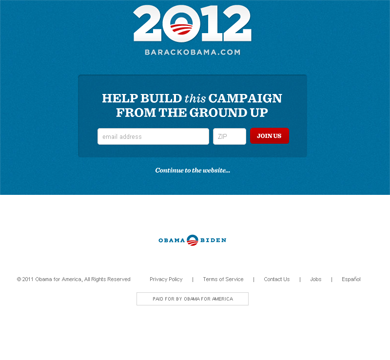 2012
BARACKOBAMA.COM
HELP BUILD this CAMPAIGN
FROM THE GROUND UP
email address ZIP JOIN US
Continue to the website...
OBAMA BIDEN
© 2011 Obama for America, All Rights Reserved Privacy Policy | Terms of Service | Contact Us | Jobs | Español
PAID FOR BY OBAMA FOR AMERICA